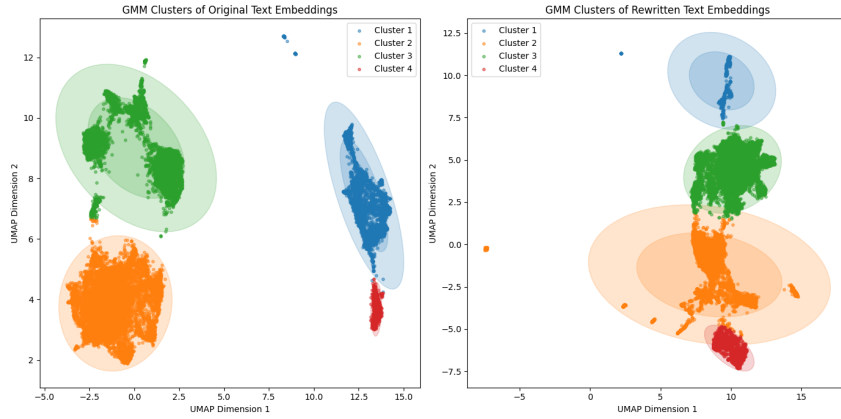 GMM Clusters of Original Text Embeddings
Cluster 1
Cluster 2
Cluster 3
Cluster 4
12
10
8
6
4
2
UMAP Dimension 2
−5.0
−2.5
0.0
2.5
5.0
7.5
10.0
12.5
15.0
UMAP Dimension 1
GMM Clusters of Rewritten Text Embeddings
Cluster 1
Cluster 2
Cluster 3
Cluster 4
12.5
10.0
7.5
5.0
2.5
0.0
−2.5
−5.0
−7.5
UMAP Dimension 2
−5
0
5
10
15
UMAP Dimension 1